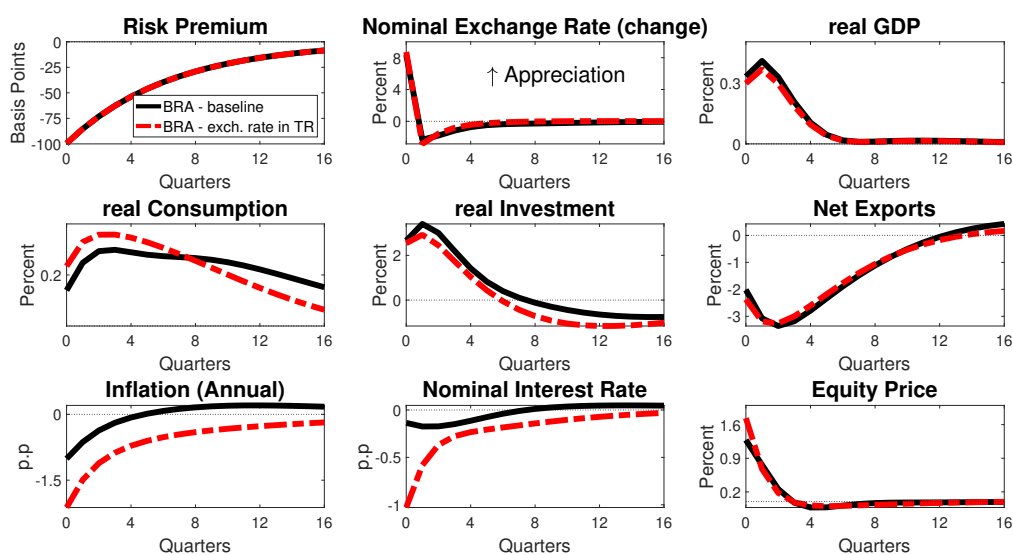 Risk Premium
Basis Points
0
-25
-50
-75
-100
BRA - baseline
BRA - exch. rate in TR
0 4 8 12 16
Quarters
Nominal Exchange Rate (change)
Percent
8
4
0
↑ Appreciation
0 4 8 12 16
Quarters
real GDP
Percent
0.3
0
0 4 8 12 16
Quarters
real Consumption
Percent
0.2
0 4 8 12 16
Quarters
real Investment
Percent
2
0
0 4 8 12 16
Quarters
Net Exports
Percent
0
-1
-2
-3
0 4 8 12 16
Quarters
Inflation (Annual)
p.p
0
-1.5
0 4 8 12 16
Quarters
Nominal Interest Rate
p.p
0
-0.5
-1
0 4 8 12 16
Quarters
Equity Price
Percent
1.6
0.9
0.2
0 4 8 12 16
Quarters